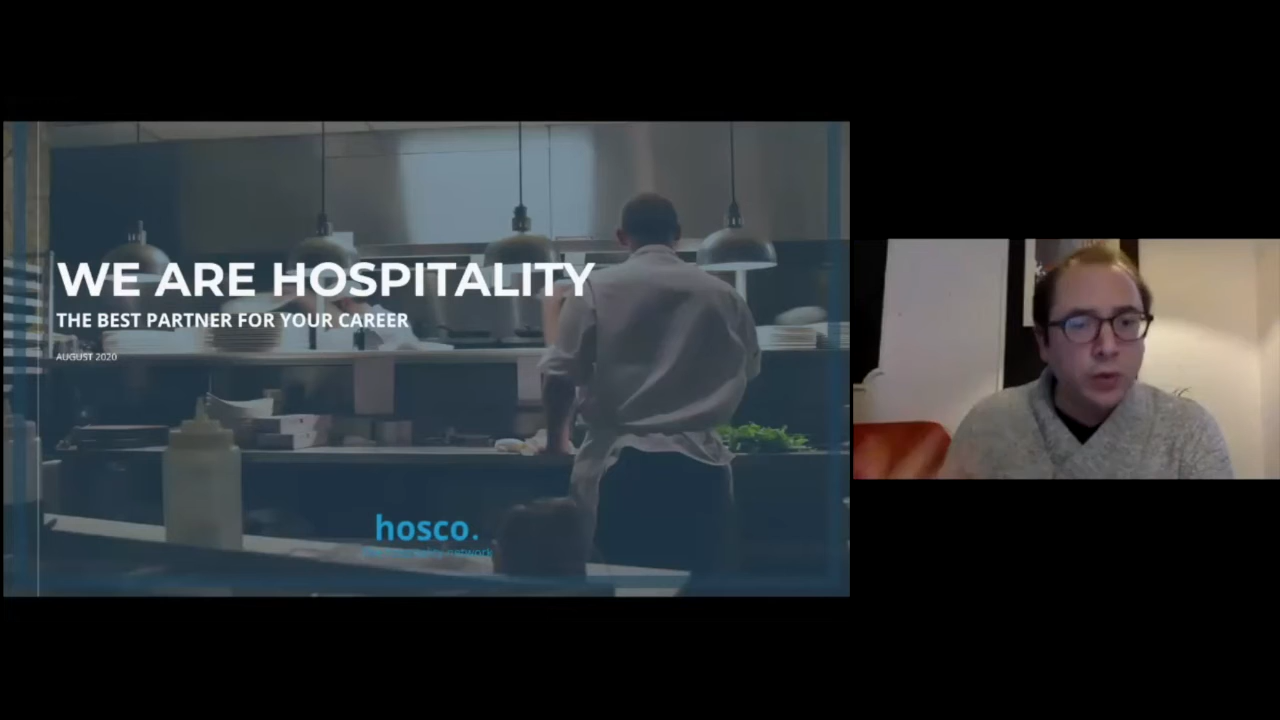 WE ARE HOSPITALITY
THE BEST PARTNER FOR YOUR CAREER
AUGUST 2020
hosco.